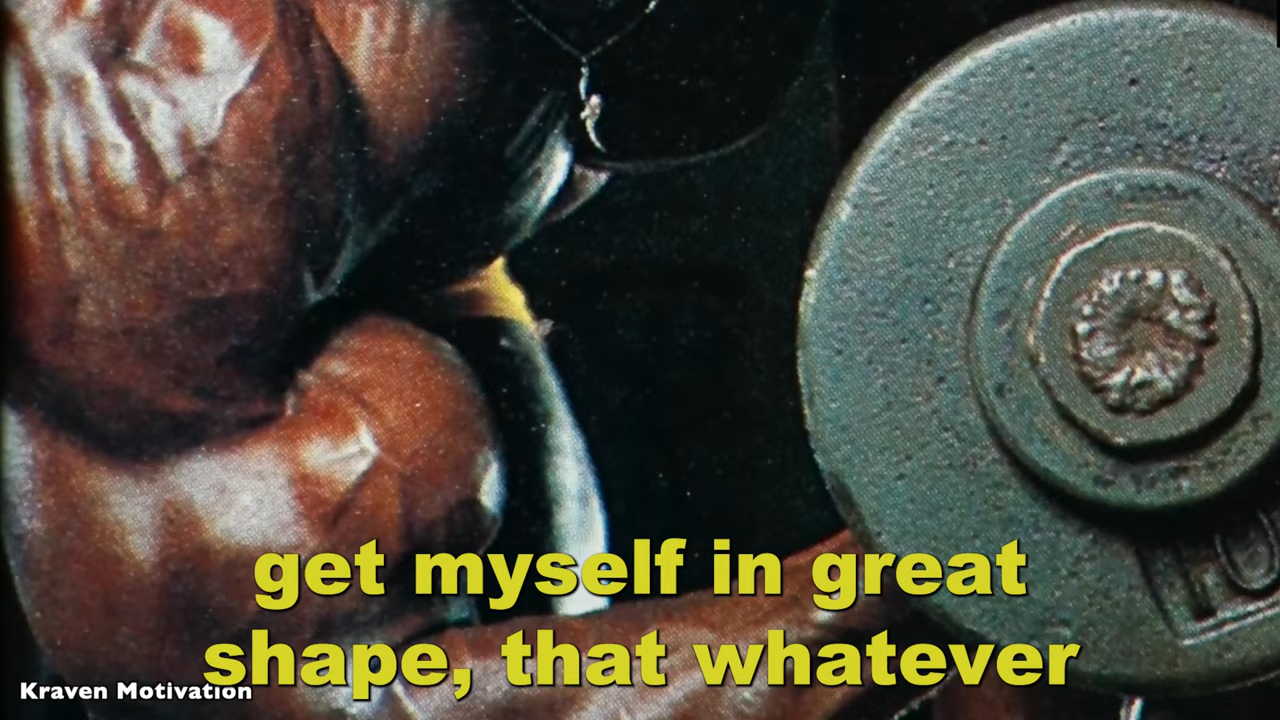 get myself in great
shape, that whatever
Kraven Motivation